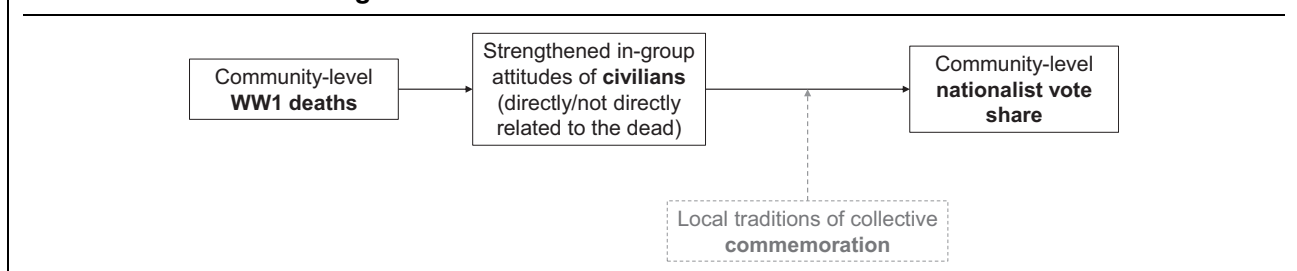 Community-level
WW1 deaths
Strengthened in-group
attitudes of civilians
(directly/not directly
related to the dead)
Community-level
nationalist vote
share
Local traditions of collective
commemoration